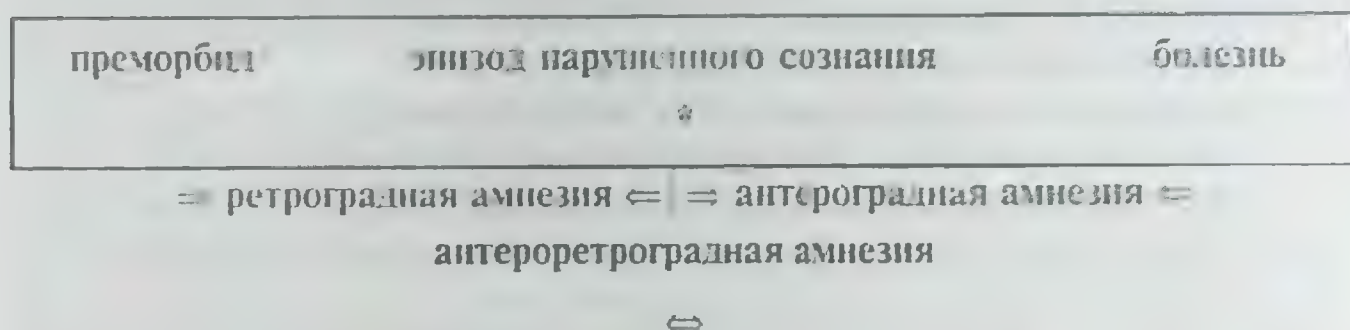 преморбид эпизод нарушенного сознания болезнь
*
⇒ ретроградная амнезия ⇐ | ⇒ антероградная амнезия ⇐
антероретроградная амнезия
⇔